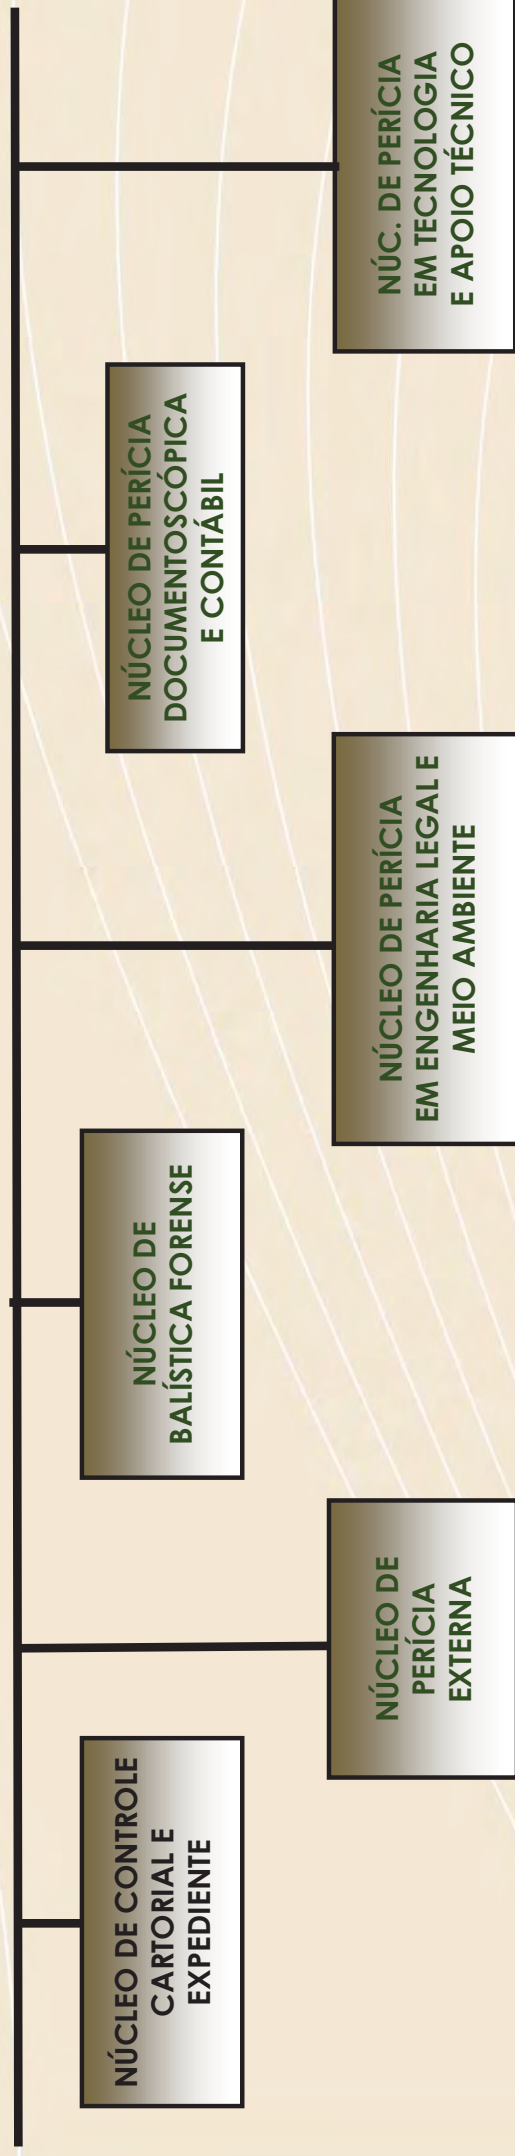 NÚCLEO DE CONTROLE
CARTORIAL E
EXPEDIENTE
NÚCLEO DE
PERÍCIA
EXTERNA
NÚCLEO DE
BALÍSTICA FORENSE
NÚCLEO DE PERÍCIA
EM ENGENHARIA LEGAL E
MEIO AMBIENTE
NÚCLEO DE PERÍCIA
DOCUMENTOSCÓPICA
E CONTÁBIL
NÚC. DE PERÍCIA
EM TECNOLOGIA
E APOIO TÉCNICO